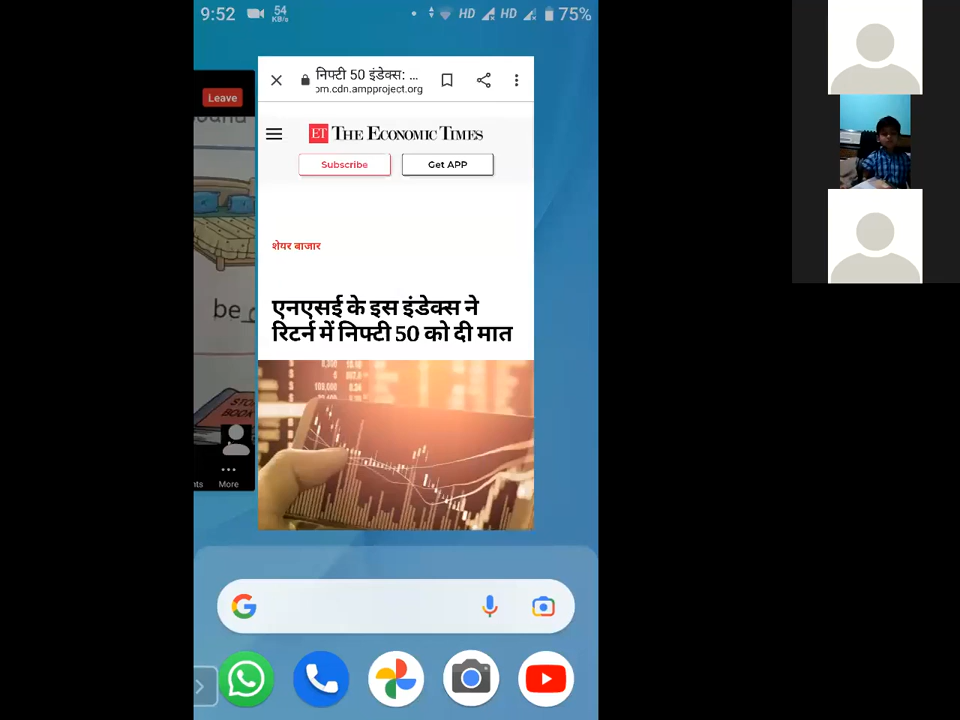 9:52 54 KB/s HD HD 75%
निफ्टी 50 इंडेक्स: ...
om.cdn.ampproject.org
Leave
ET THE ECONOMIC TIMES
Subscribe Get APP
शेयर बाजार
एनएसई के इस इंडेक्स ने
रिटर्न में निफ्टी 50 को दी मात
be
More